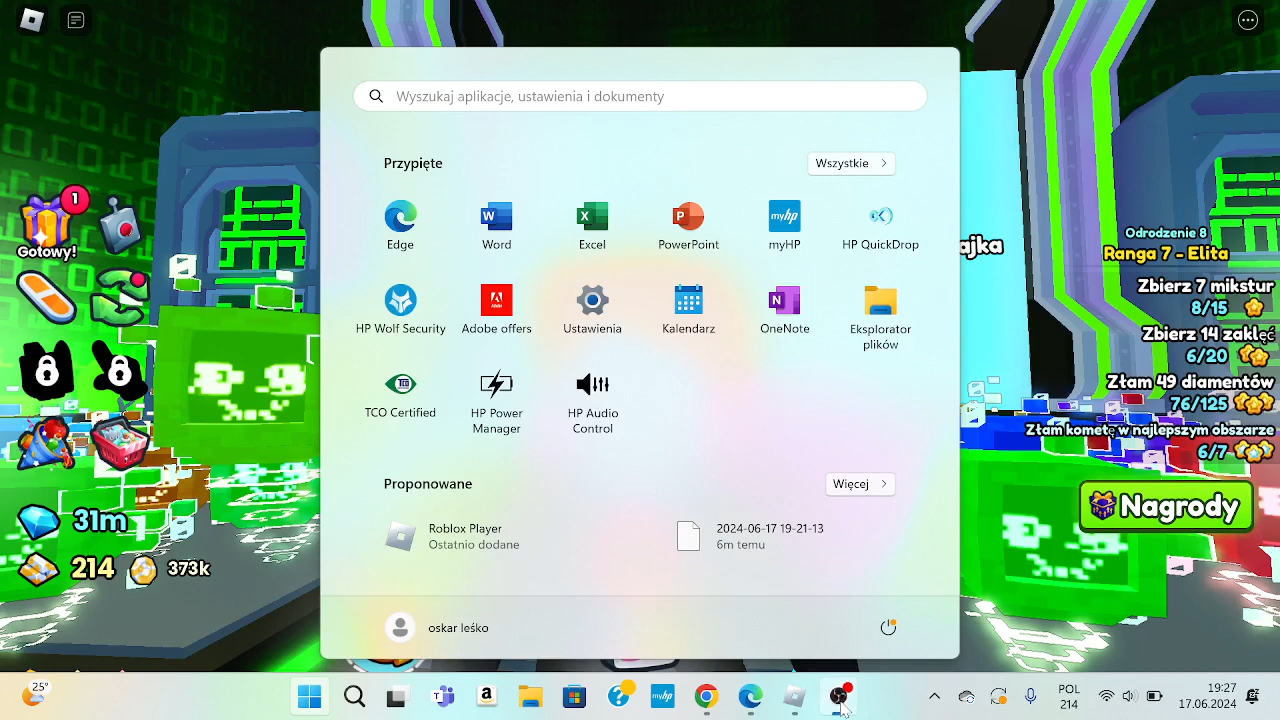 Wyszukaj aplikacje, ustawienia i dokumenty
Przypięte
Wszystkie
Edge
Word
Excel
PowerPoint
myHP
HP QuickDrop
HP Wolf Security
Adobe offers
Ustawienia
Kalendarz
OneNote
Eksplorator
plików
TCO Certified
HP Power
Manager
HP Audio
Control
Proponowane
Więcej
Roblox Player
Ostatnio dodane
2024-06-17 19-21-13
6m temu
oskar leśko
1
Gotowy!
31m
214
373k
ajka
Odrodzenie 8
Ranga 7 - Elita
Zbierz 7 mikstur
8/15
Zbierz 14 zaklęć
6/20
Złam 49 diamentów
76/125
Złam kometę w najlepszym obszarze
6/7
Nagrody
25°
POL
214
19:27
17.06.2024